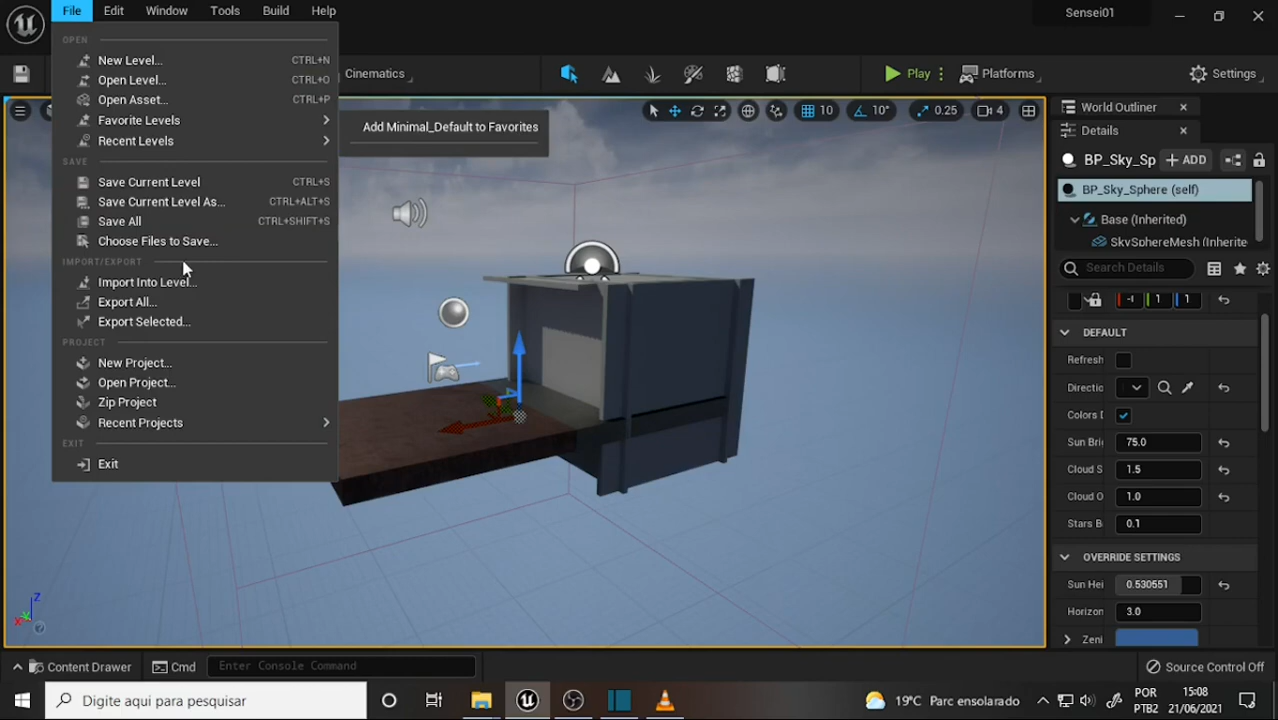 File Edit Window Tools Build Help
Sensei01
Cinematics
Play
Platforms
Settings
OPEN
New Level... CTRL+N
Open Level... CTRL+O
Open Asset... CTRL+P
Favorite Levels
Recent Levels
Add Minimal_Default to Favorites
SAVE
Save Current Level CTRL+S
Save Current Level As... CTRL+ALT+S
Save All CTRL+SHIFT+S
Choose Files to Save...
IMPORT/EXPORT
Import Into Level...
Export All...
Export Selected...
PROJECT
New Project...
Open Project...
Zip Project
Recent Projects
EXIT
Exit
10 10° 0.25 4
World Outliner
Details
BP_Sky_Sp + ADD
BP_Sky_Sphere (self)
Base (Inherited)
SkySphereMesh (Inherite
Search Details
-1 1 1
DEFAULT
Refresh
Directic
Colors D
Sun Bri 75.0
Cloud S 1.5
Cloud O 1.0
Stars B 0.1
OVERRIDE SETTINGS
Sun Hei 0.530551
Horizon 3.0
Zeni
Z
X
Content Drawer
Cmd
Enter Console Command
Source Control Off
Digite aqui para pesquisar
19°C Parc ensolarado
POR
PTB2
15:08
21/06/2021